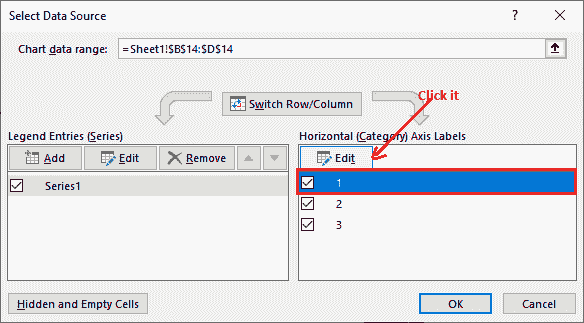 Select Data Source
? ×
Chart data range: =Sheet1!$B$14:$D$14
Switch Row/Column
Click it
Legend Entries (Series)
Add Edit Remove
Series1
Horizontal (Category) Axis Labels
Edit
1
2
3
Hidden and Empty Cells
OK Cancel